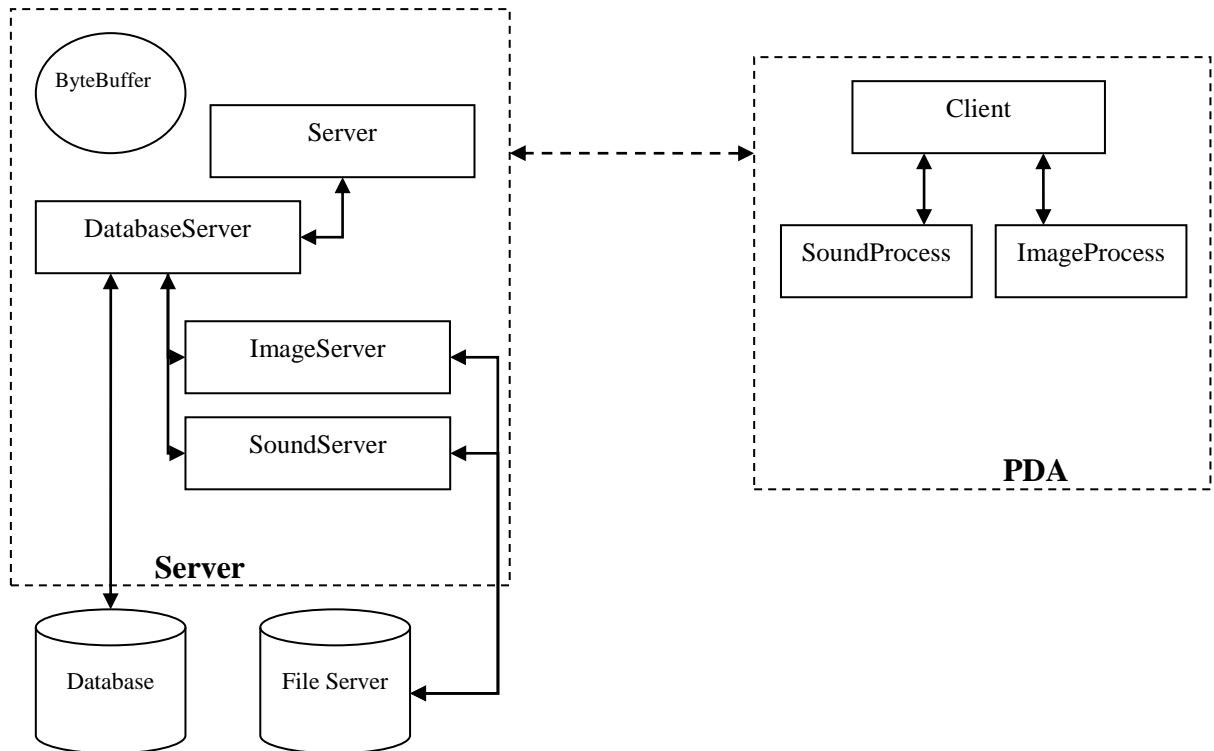 ByteBuffer
Server
DatabaseServer
ImageServer
SoundServer
Server
Database
File Server
Client
SoundProcess
ImageProcess
PDA